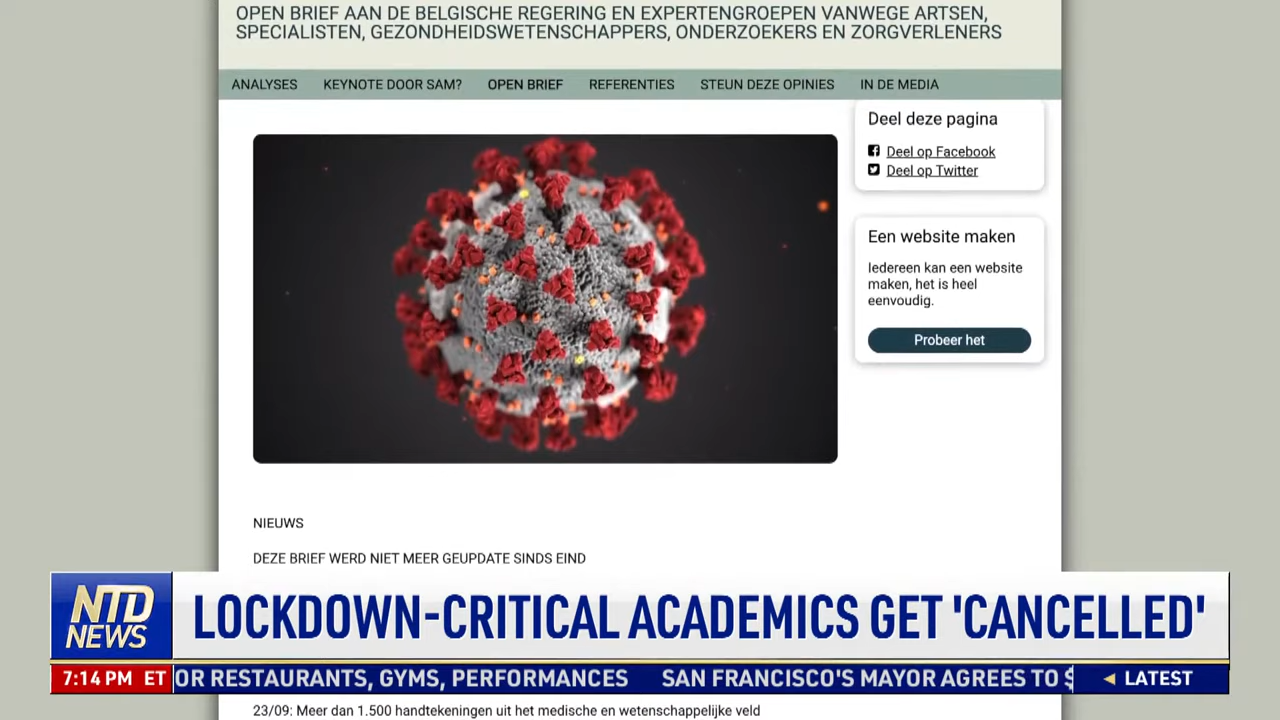 OPEN BRIEF AAN DE BELGISCHE REGERING EN EXPERTENGROEPEN VANWEGE ARTSEN,
SPECIALISTEN, GEZONDHEIDSWETENSCHAPPERS, ONDERZOEKERS EN ZORGVERLENERS
ANALYSES KEYNOTE DOOR SAM? OPEN BRIEF REFERENTIES STEUN DEZE OPINIES IN DE MEDIA
Deel deze pagina
Deel op Facebook
Deel op Twitter
Een website maken
Iedereen kan een website
maken, het is heel
eenvoudig.
Probeer het
NIEUWS
DEZE BRIEF WERD NIET MEER GEUPDATE SINDS EIND
NTD
NEWS
LOCKDOWN-CRITICAL ACADEMICS GET 'CANCELLED'
7:14 PM ET OR RESTAURANTS, GYMS, PERFORMANCES SAN FRANCISCO'S MAYOR AGREES TO LATEST
23/09: Meer dan 1.500 handtekeningen uit het medische en wetenschappelijke veld